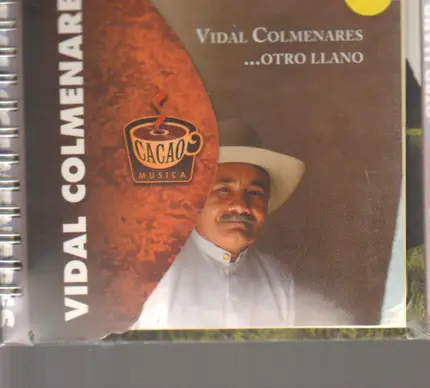 VIDAL COLMENARE
VIDAL COLMENARES
...OTRO LLANO
CACAO
MUSICA